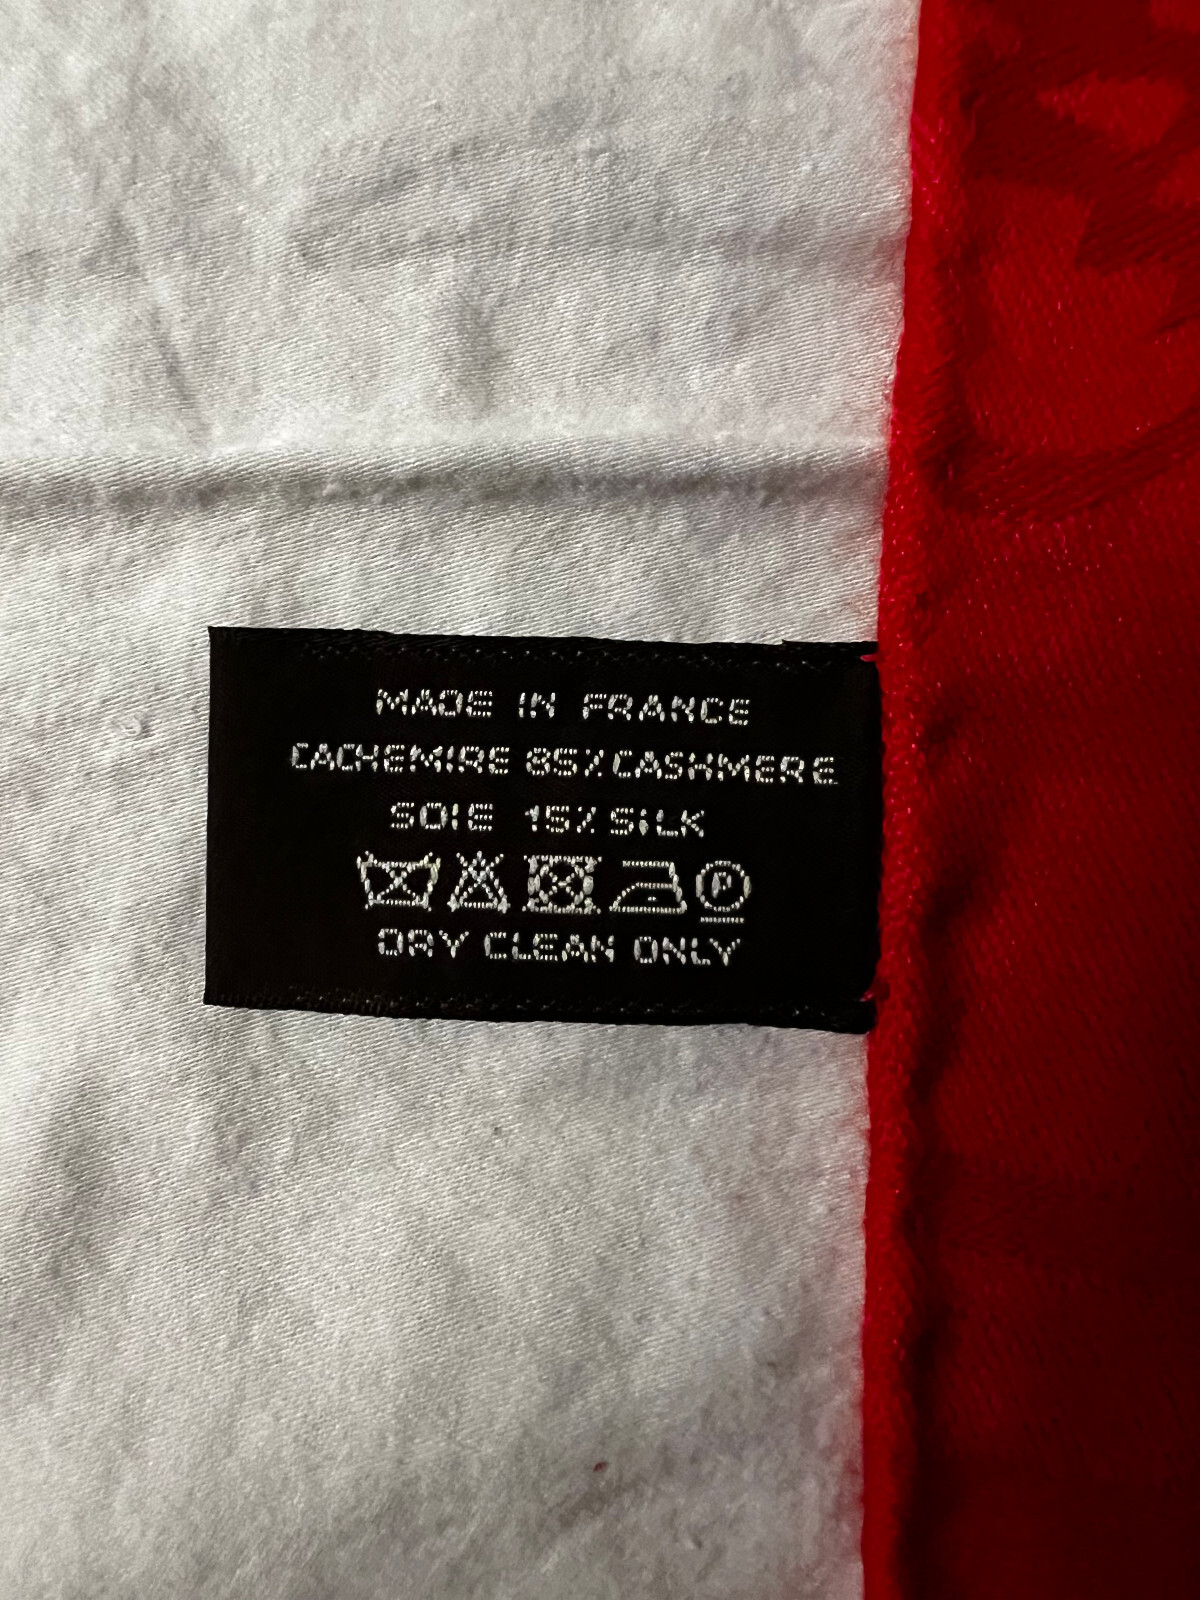 MADE IN FRANCE
CACHEMIRE 85% CASHMERE
SOIE 15% SILK
P
DRY CLEAN ONLY